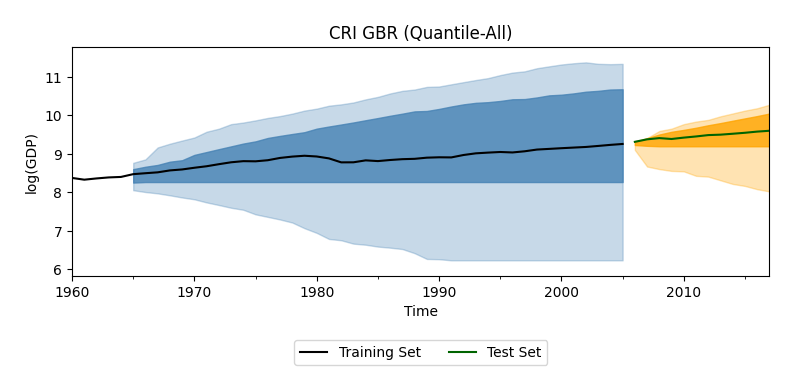 CRI GBR (Quantile-All)
log(GDP)
11
10
9
8
7
6
1960
1970
1980
1990
2000
2010
Time
Training Set
Test Set